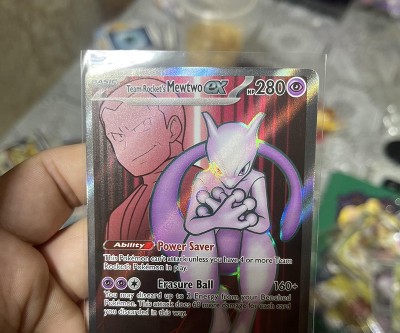 BASIC
Team Rocket's Mewtwo ex HP 280
Ability Power Saver
This Pokémon can't attack unless you have 4 or more Team
Rocket's Pokémon in play.
Erasure Ball 160+
You may discard up to 2 Energy from your Benched
Pokémon. This attack does 60 more damage for each card
you discarded in this way.